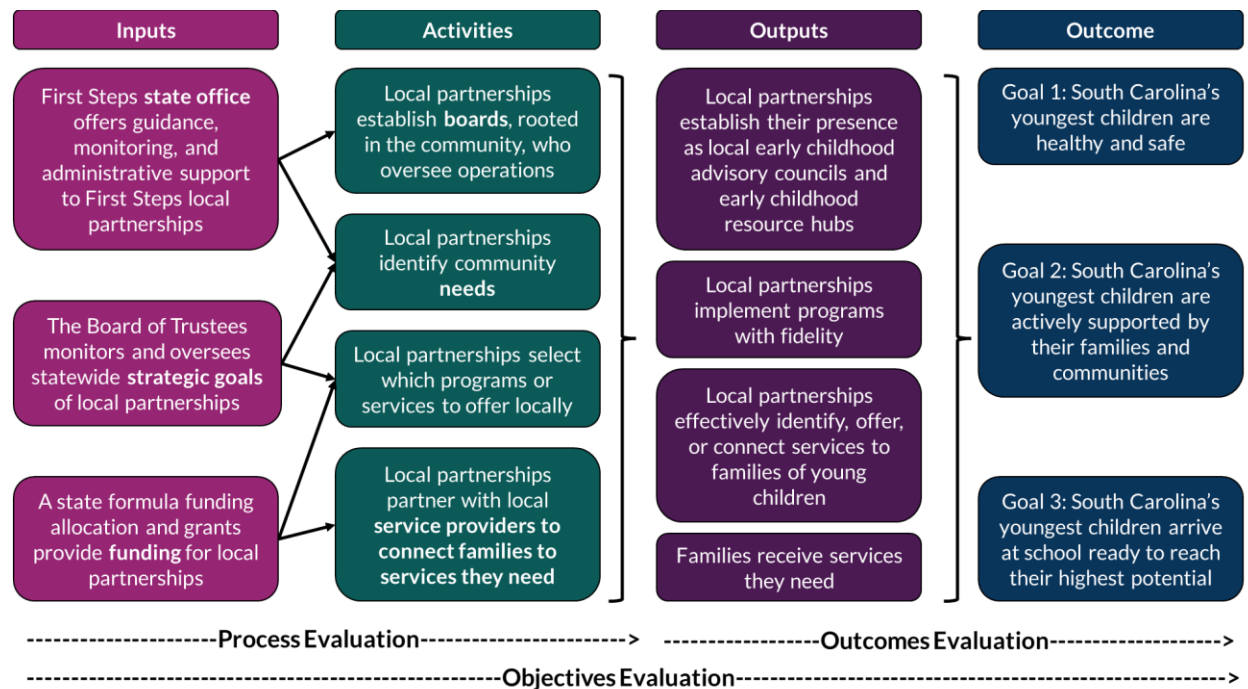 Inputs
First Steps state office
offers guidance,
monitoring, and
administrative support
to First Steps local
partnerships
The Board of Trustees
monitors and oversees
statewide strategic goals
of local partnerships
A state formula funding
allocation and grants
provide funding for local
partnerships
Activities
Local partnerships
establish boards, rooted
in the community, who
oversee operations
Local partnerships
identify community
needs
Local partnerships select
which programs or
services to offer locally
Local partnerships
partner with local
service providers to
connect families to
services they need
Outputs
Local partnerships
establish their presence
as local early childhood
advisory councils and
early childhood
resource hubs
Local partnerships
implement programs
with fidelity
Local partnerships
effectively identify, offer,
or connect services to
families of young
children
Families receive services
they need
Outcome
Goal 1: South Carolina's
youngest children are
healthy and safe
Goal 2: South Carolina's
youngest children are
actively supported by
their families and
communities
Goal 3: South Carolina's
youngest children arrive
at school ready to reach
their highest potential
Process Evaluation
Outcomes Evaluation
Objectives Evaluation